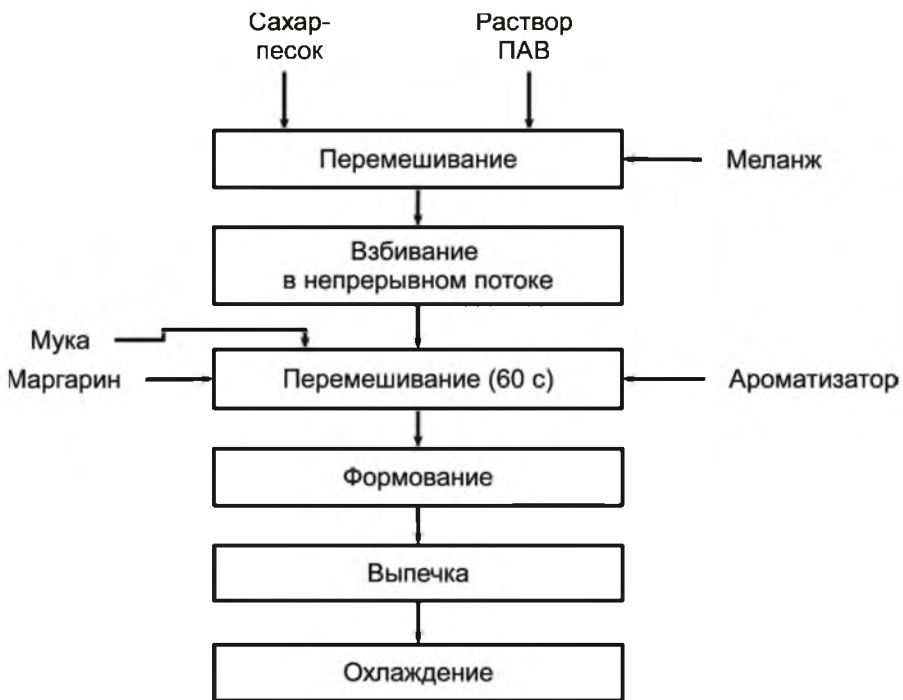 Сахар-
песок
Раствор
ПАВ
Перемешивание
Меланж
Взбивание
в непрерывном потоке
Мука
Маргарин
Перемешивание (60 с)
Ароматизатор
Формование
Выпечка
Охлаждение